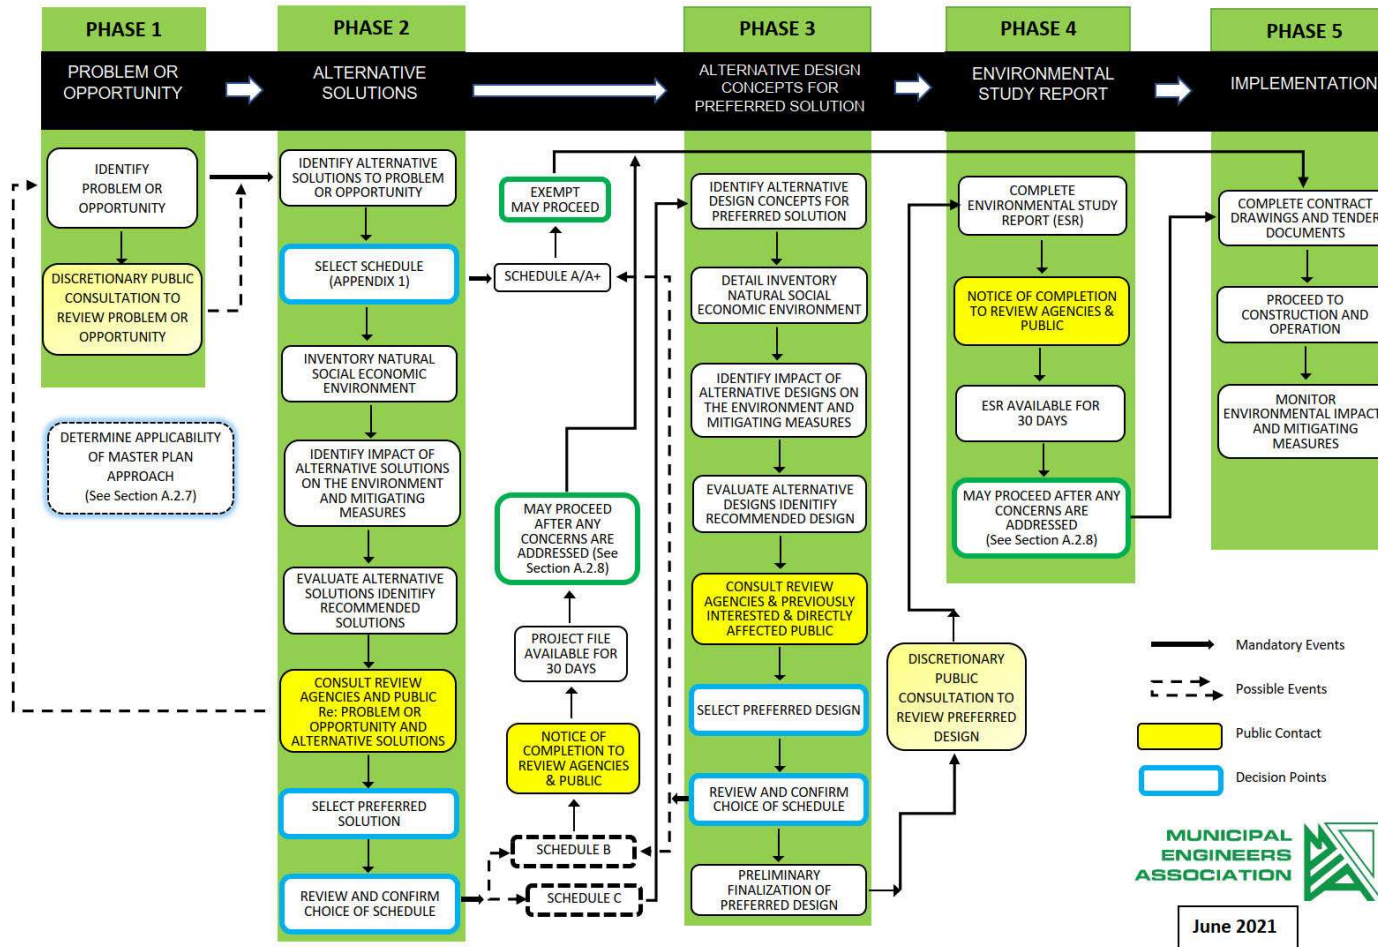 PHASE 1
PHASE 2
PHASE 3
PHASE 4
PHASE 5
PROBLEM OR
OPPORTUNITY
ALTERNATIVE
SOLUTIONS
ALTERNATIVE DESIGN
CONCEPTS FOR
PREFERRED SOLUTION
ENVIRONMENTAL
STUDY REPORT
IMPLEMENTATION
IDENTIFY
PROBLEM OR
OPPORTUNITY
DISCRETIONARY PUBLIC
CONSULTATION TO
REVIEW PROBLEM OR
OPPORTUNITY
DETERMINE APPLICABILITY
OF MASTER PLAN
APPROACH
(See Section A.2.7)
IDENTIFY ALTERNATIVE
SOLUTIONS TO PROBLEM
OR OPPORTUNITY
SELECT SCHEDULE
(APPENDIX 1)
INVENTORY NATURAL
SOCIAL ECONOMIC
ENVIRONMENT
IDENTIFY IMPACT OF
ALTERNATIVE SOLUTIONS
ON THE ENVIRONMENT
AND MITIGATING
MEASURES
EVALUATE ALTERNATIVE
SOLUTIONS IDENITIFY
RECOMMENDED
SOLUTIONS
CONSULT REVIEW
AGENCIES AND PUBLIC
Re: PROBLEM OR
OPPORTUNITY AND
ALTERNATIVE SOLUTIONS
SELECT PREFERRED
SOLUTION
REVIEW AND CONFIRM
CHOICE OF SCHEDULE
EXEMPT
MAY PROCEED
SCHEDULE A/A+
MAY PROCEED
AFTER ANY
CONCERNS ARE
ADDRESSED (See
Section A.2.8)
PROJECT FILE
AVAILABLE FOR
30 DAYS
NOTICE OF
COMPLETION TO
REVIEW AGENCIES
& PUBLIC
SCHEDULE B
SCHEDULE C
IDENTIFY ALTERNATIVE
DESIGN CONCEPTS FOR
PREFERRED SOLUTION
DETAIL INVENTORY
NATURAL SOCIAL
ECONOMIC ENVIRONMENT
IDENTIFY IMPACT OF
ALTERNATIVE DESIGNS ON
THE ENVIRONMENT AND
MITIGATING MEASURES
EVALUATE ALTERNATIVE
DESIGNS IDENITIFY
RECOMMENDED DESIGN
CONSULT REVIEW
AGENCIES & PREVIOUSLY
INTERESTED & DIRECTLY
AFFECTED PUBLIC
SELECT PREFERRED DESIGN
REVIEW AND CONFIRM
CHOICE OF SCHEDULE
PRELIMINARY
FINALIZATION OF
PREFERRED DESIGN
DISCRETIONARY
PUBLIC
CONSULTATION TO
REVIEW PREFERRED
DESIGN
COMPLETE
ENVIRONMENTAL STUDY
REPORT (ESR)
NOTICE OF COMPLETION
TO REVIEW AGENCIES &
PUBLIC
ESR AVAILABLE FOR
30 DAYS
MAY PROCEED AFTER ANY
CONCERNS ARE
ADDRESSED
(See Section A.2.8)
COMPLETE CONTRACT
DRAWINGS AND TENDER
DOCUMENTS
PROCEED TO
CONSTRUCTION AND
OPERATION
MONITOR
ENVIRONMENTAL IMPACT
AND MITIGATING
MEASURES
Mandatory Events
Possible Events
Public Contact
Decision Points
MUNICIPAL
ENGINEERS
ASSOCIATION
June 2021